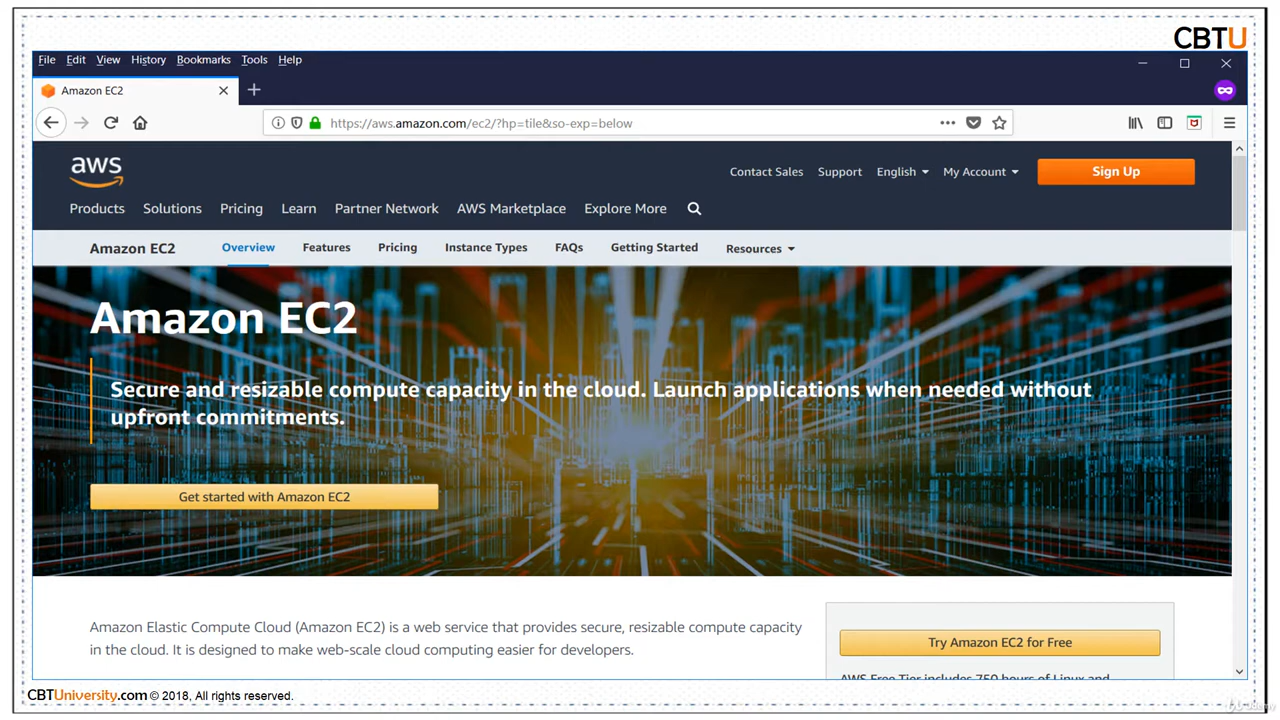 CBTU
File Edit View History Bookmarks Tools Help
Amazon EC2
https://aws.amazon.com/ec2/?hp=tile&so-exp=below
aws
Contact Sales Support English My Account Sign Up
Products Solutions Pricing Learn Partner Network AWS Marketplace Explore More
Amazon EC2 Overview Features Pricing Instance Types FAQs Getting Started Resources
Amazon EC2
Secure and resizable compute capacity in the cloud. Launch applications when needed without
upfront commitments.
Get started with Amazon EC2
Amazon Elastic Compute Cloud (Amazon EC2) is a web service that provides secure, resizable compute capacity
in the cloud. It is designed to make web-scale cloud computing easier for developers.
Try Amazon EC2 for Free
AWS Free Tier includes 750 hours of Linux and
CBTUniversity.com © 2018, All rights reserved.